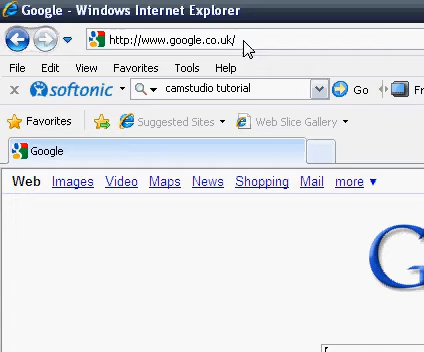 Google - Windows Internet Explorer
http://www.google.co.uk/
File Edit View Favorites Tools Help
x softonic camstudio tutorial Go Fr
Favorites Suggested Sites Web Slice Gallery
Google
Web Images Video Maps News Shopping Mail more ▼
G